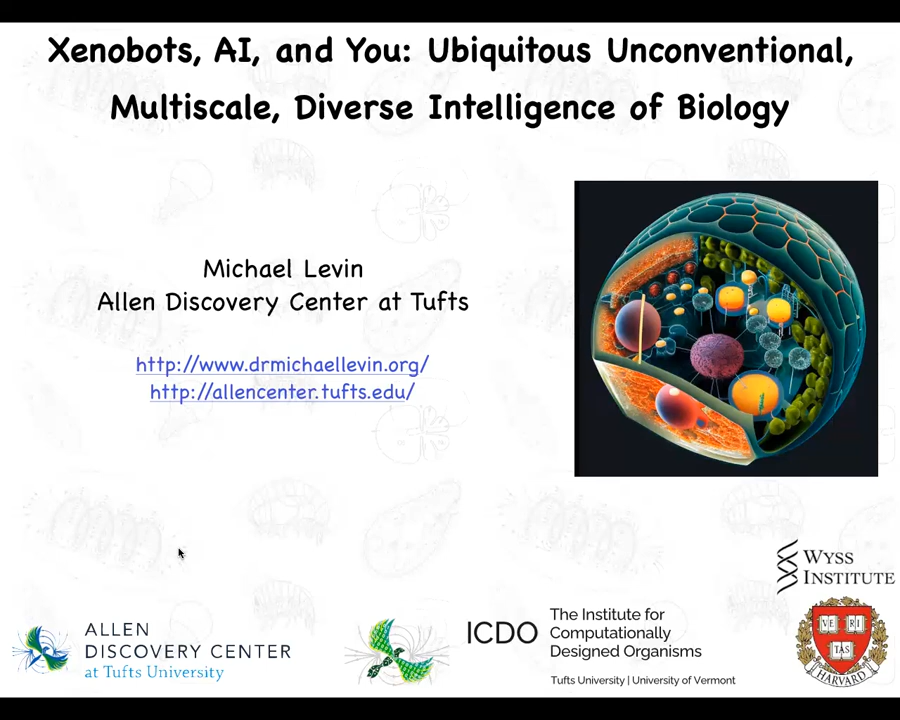 Xenobots, AI, and You: Ubiquitous Unconventional,
Multiscale, Diverse Intelligence of Biology
Michael Levin
Allen Discovery Center at Tufts
http://www.drmichaellevin.org/
http://allencenter.tufts.edu/
WYSS
INSTITUTE
ALLEN
DISCOVERY CENTER
at Tufts University
ICDO
The Institute for
Computationally
Designed Organisms
Tufts University | University of Vermont
VE RI
TAS
HARVARD